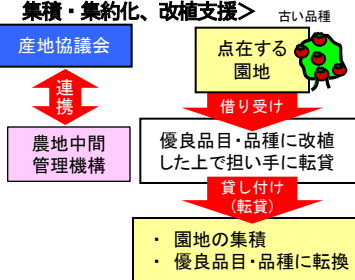 集積・集約化、改植支援＞
古い品種
産地協議会
連
携
農地中間
管理機構
点在する
園地
借り受け
優良品目・品種に改植
した上で担い手に転貸
貸し付け
（転貸）
・ 園地の集積
・ 優良品目・品種に転換